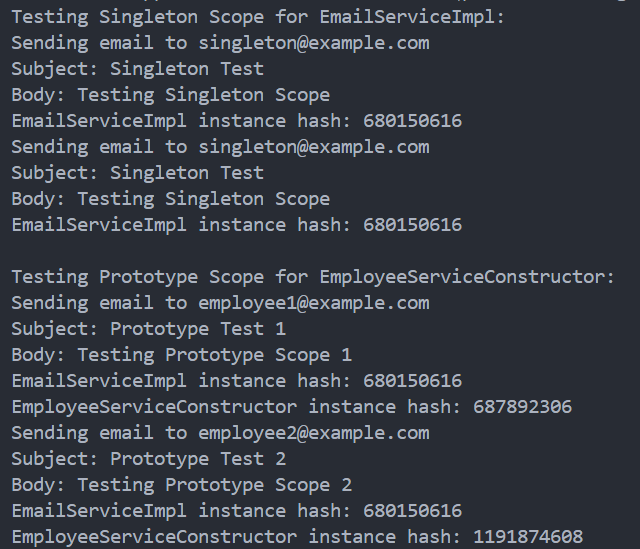 Testing Singleton Scope for EmailServiceImpl:
Sending email to singleton@example.com
Subject: Singleton Test
Body: Testing Singleton Scope
EmailServiceImpl instance hash: 680150616
Sending email to singleton@example.com
Subject: Singleton Test
Body: Testing Singleton Scope
EmailServiceImpl instance hash: 680150616

Testing Prototype Scope for EmployeeServiceConstructor:
Sending email to employee1@example.com
Subject: Prototype Test 1
Body: Testing Prototype Scope 1
EmailServiceImpl instance hash: 680150616
EmployeeServiceConstructor instance hash: 687892306
Sending email to employee2@example.com
Subject: Prototype Test 2
Body: Testing Prototype Scope 2
EmailServiceImpl instance hash: 680150616
EmployeeServiceConstructor instance hash: 1191874608